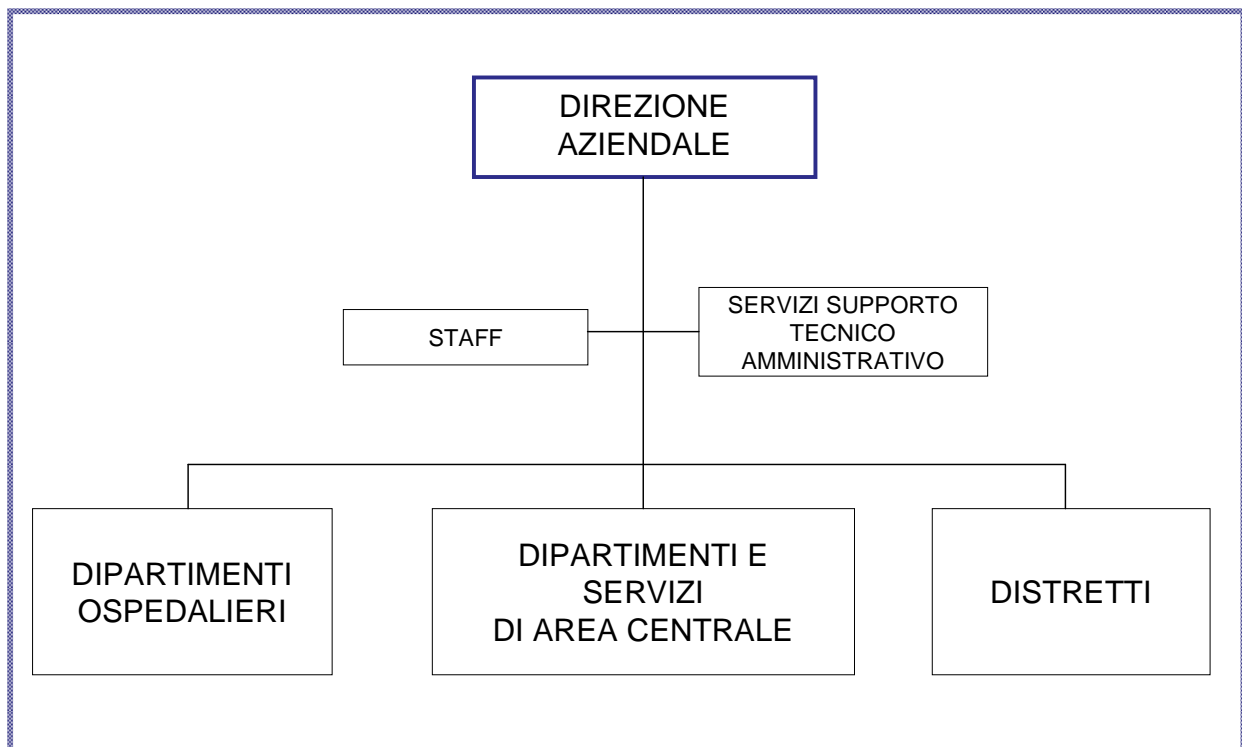 DIREZIONE
AZIENDALE
STAFF
SERVIZI SUPPORTO
TECNICO
AMMINISTRATIVO
DIPARTIMENTI
OSPEDALIERI
DIPARTIMENTI E
SERVIZI
DI AREA CENTRALE
DISTRETTI